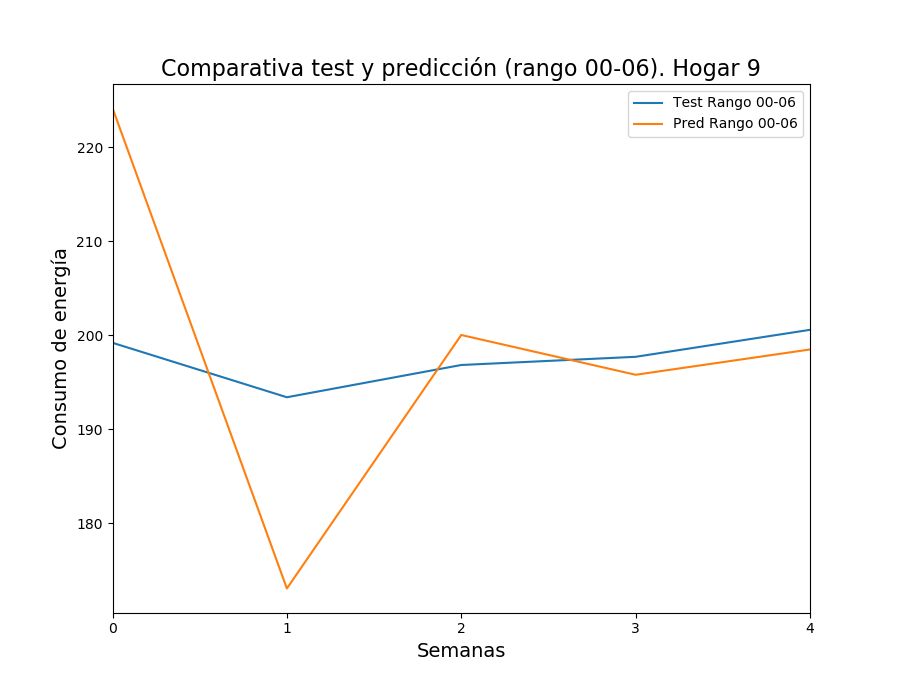 Comparativa test y predicción (rango 00-06). Hogar 9
Test Rango 00-06
Pred Rango 00-06
220
210
200
190
180
Consumo de energía
0 1 2 3 4
Semanas